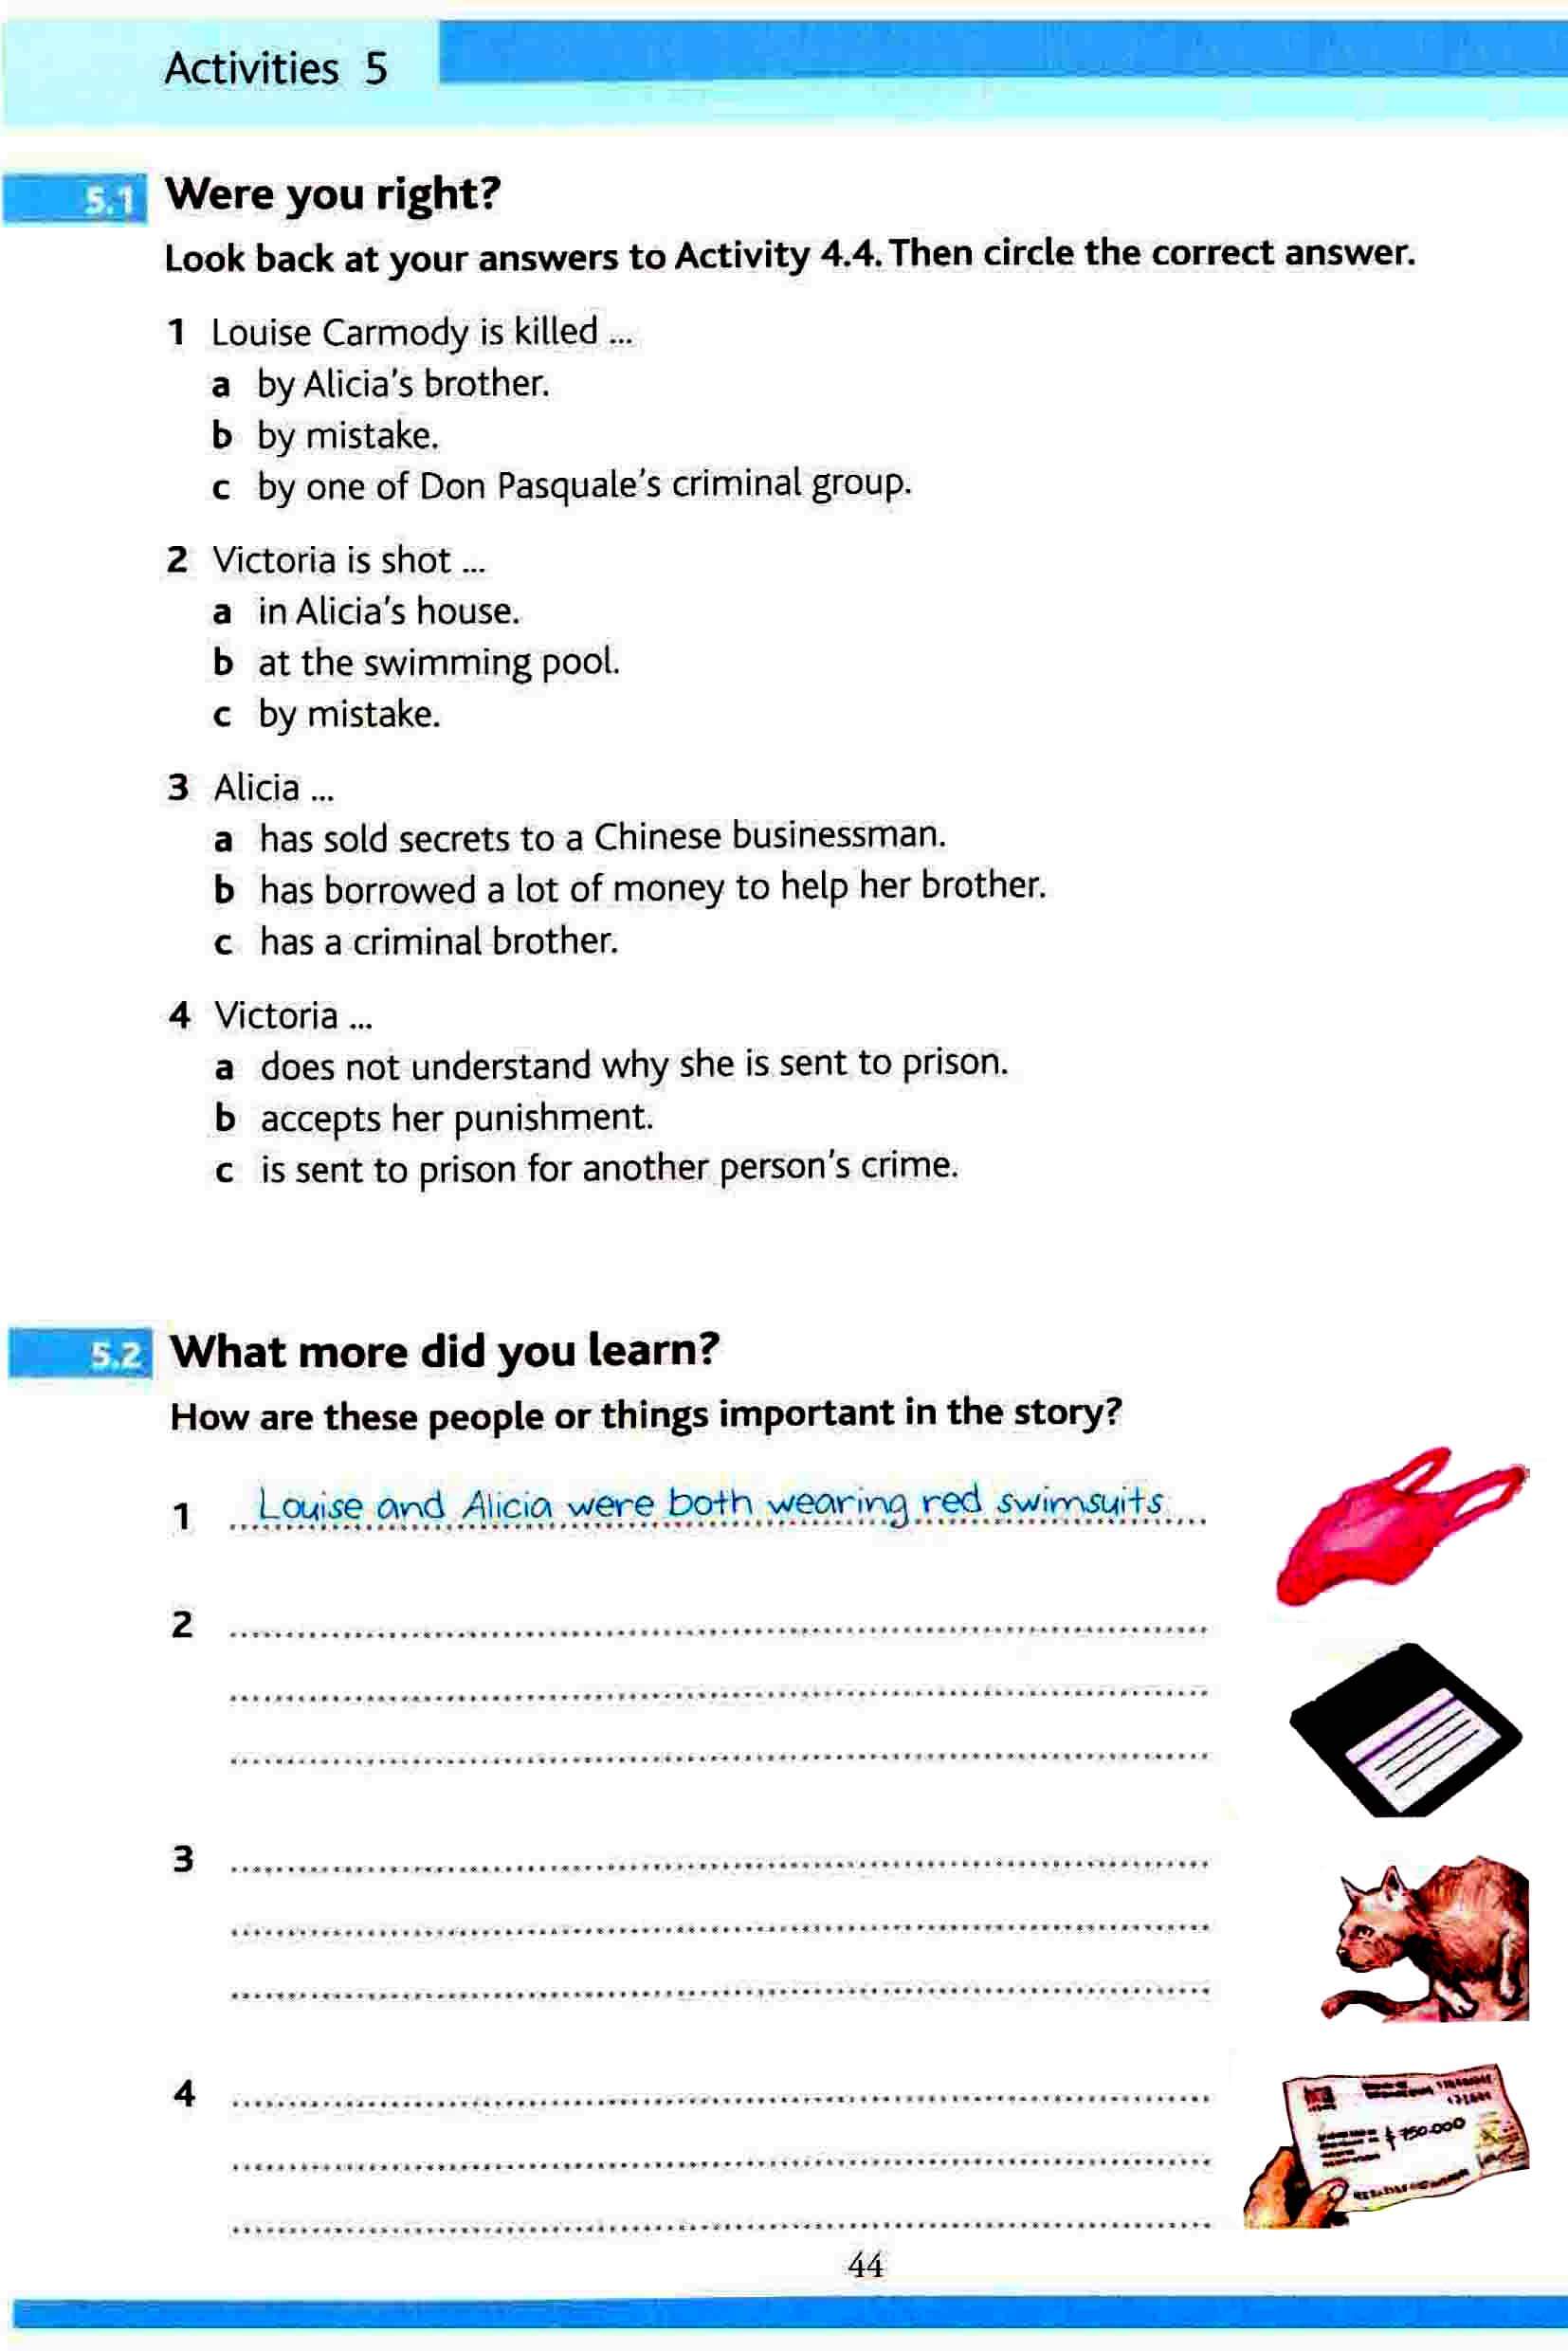 Activities 5
5.1 Were you right?
Look back at your answers to Activity 4.4. Then circle the correct answer.
1 Louise Carmody is killed ...
a by Alicia's brother.
b by mistake.
c by one of Don Pasquale's criminal group.
2 Victoria is shot ...
a in Alicia's house.
b at the swimming pool.
c by mistake.
3 Alicia ...
a has sold secrets to a Chinese businessman.
b has borrowed a lot of money to help her brother.
c has a criminal brother.
4 Victoria ...
a does not understand why she is sent to prison.
b accepts her punishment.
c is sent to prison for another person's crime.
5.2 What more did you learn?
How are these people or things important in the story?
1 Louise and Alicia were both wearing red swimsuits
2
3
4
750.000
44